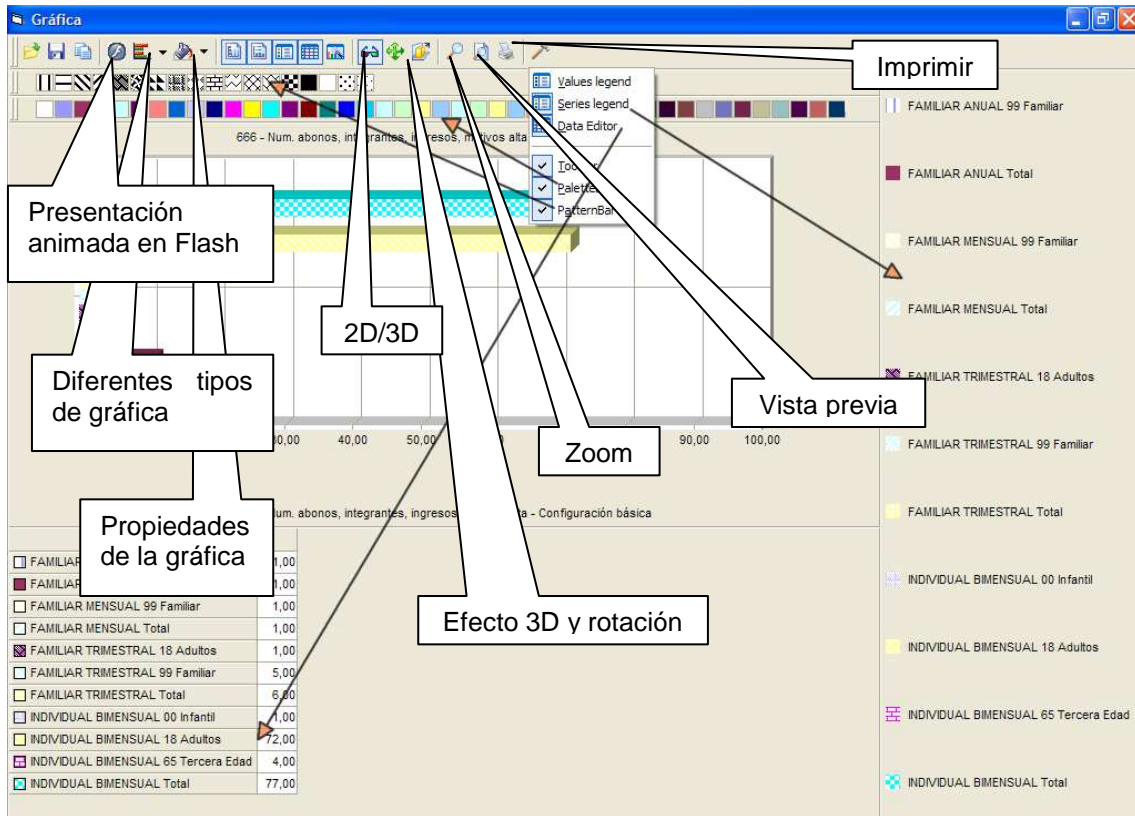 Gráfica
Imprimir
Values legend
Series legend
Data Editor
Palette
PatternBar
666 - Num. abonos, integrantes, ingresos, motivos alta
Presentación
animada en Flash
2D/3D
Diferentes tipos
de gráfica
Vista previa
Zoom
Propiedades
de la gráfica
Efecto 3D y rotación
40,00
50,00
90,00
100,00
abonos, integrantes, ingresos
- Configuración básica
FAMILIAR ANUAL 99 Familiar
FAMILIAR ANUAL Total
FAMILIAR MENSUAL 99 Familiar
FAMILIAR MENSUAL Total
FAMILIAR TRIMESTRAL 18 Adultos
FAMILIAR TRIMESTRAL 99 Familiar
FAMILIAR TRIMESTRAL Total
INDIVIDUAL BIMENSUAL 00 Infantil
INDIVIDUAL BIMENSUAL 18 Adultos
INDIVIDUAL BIMENSUAL 65 Tercera Edad
INDIVIDUAL BIMENSUAL Total
FAMILIAR 1,00
FAMILIAR 1,00
FAMILIAR MENSUAL 99 Familiar 1,00
FAMILIAR MENSUAL Total 1,00
FAMILIAR TRIMESTRAL 18 Adultos 1,00
FAMILIAR TRIMESTRAL 99 Familiar 5,00
FAMILIAR TRIMESTRAL Total 6,00
INDIVIDUAL BIMENSUAL 00 Infantil 1,00
INDIVIDUAL BIMENSUAL 18 Adultos 72,00
INDIVIDUAL BIMENSUAL 65 Tercera Edad 4,00
INDIVIDUAL BIMENSUAL Total 77,00